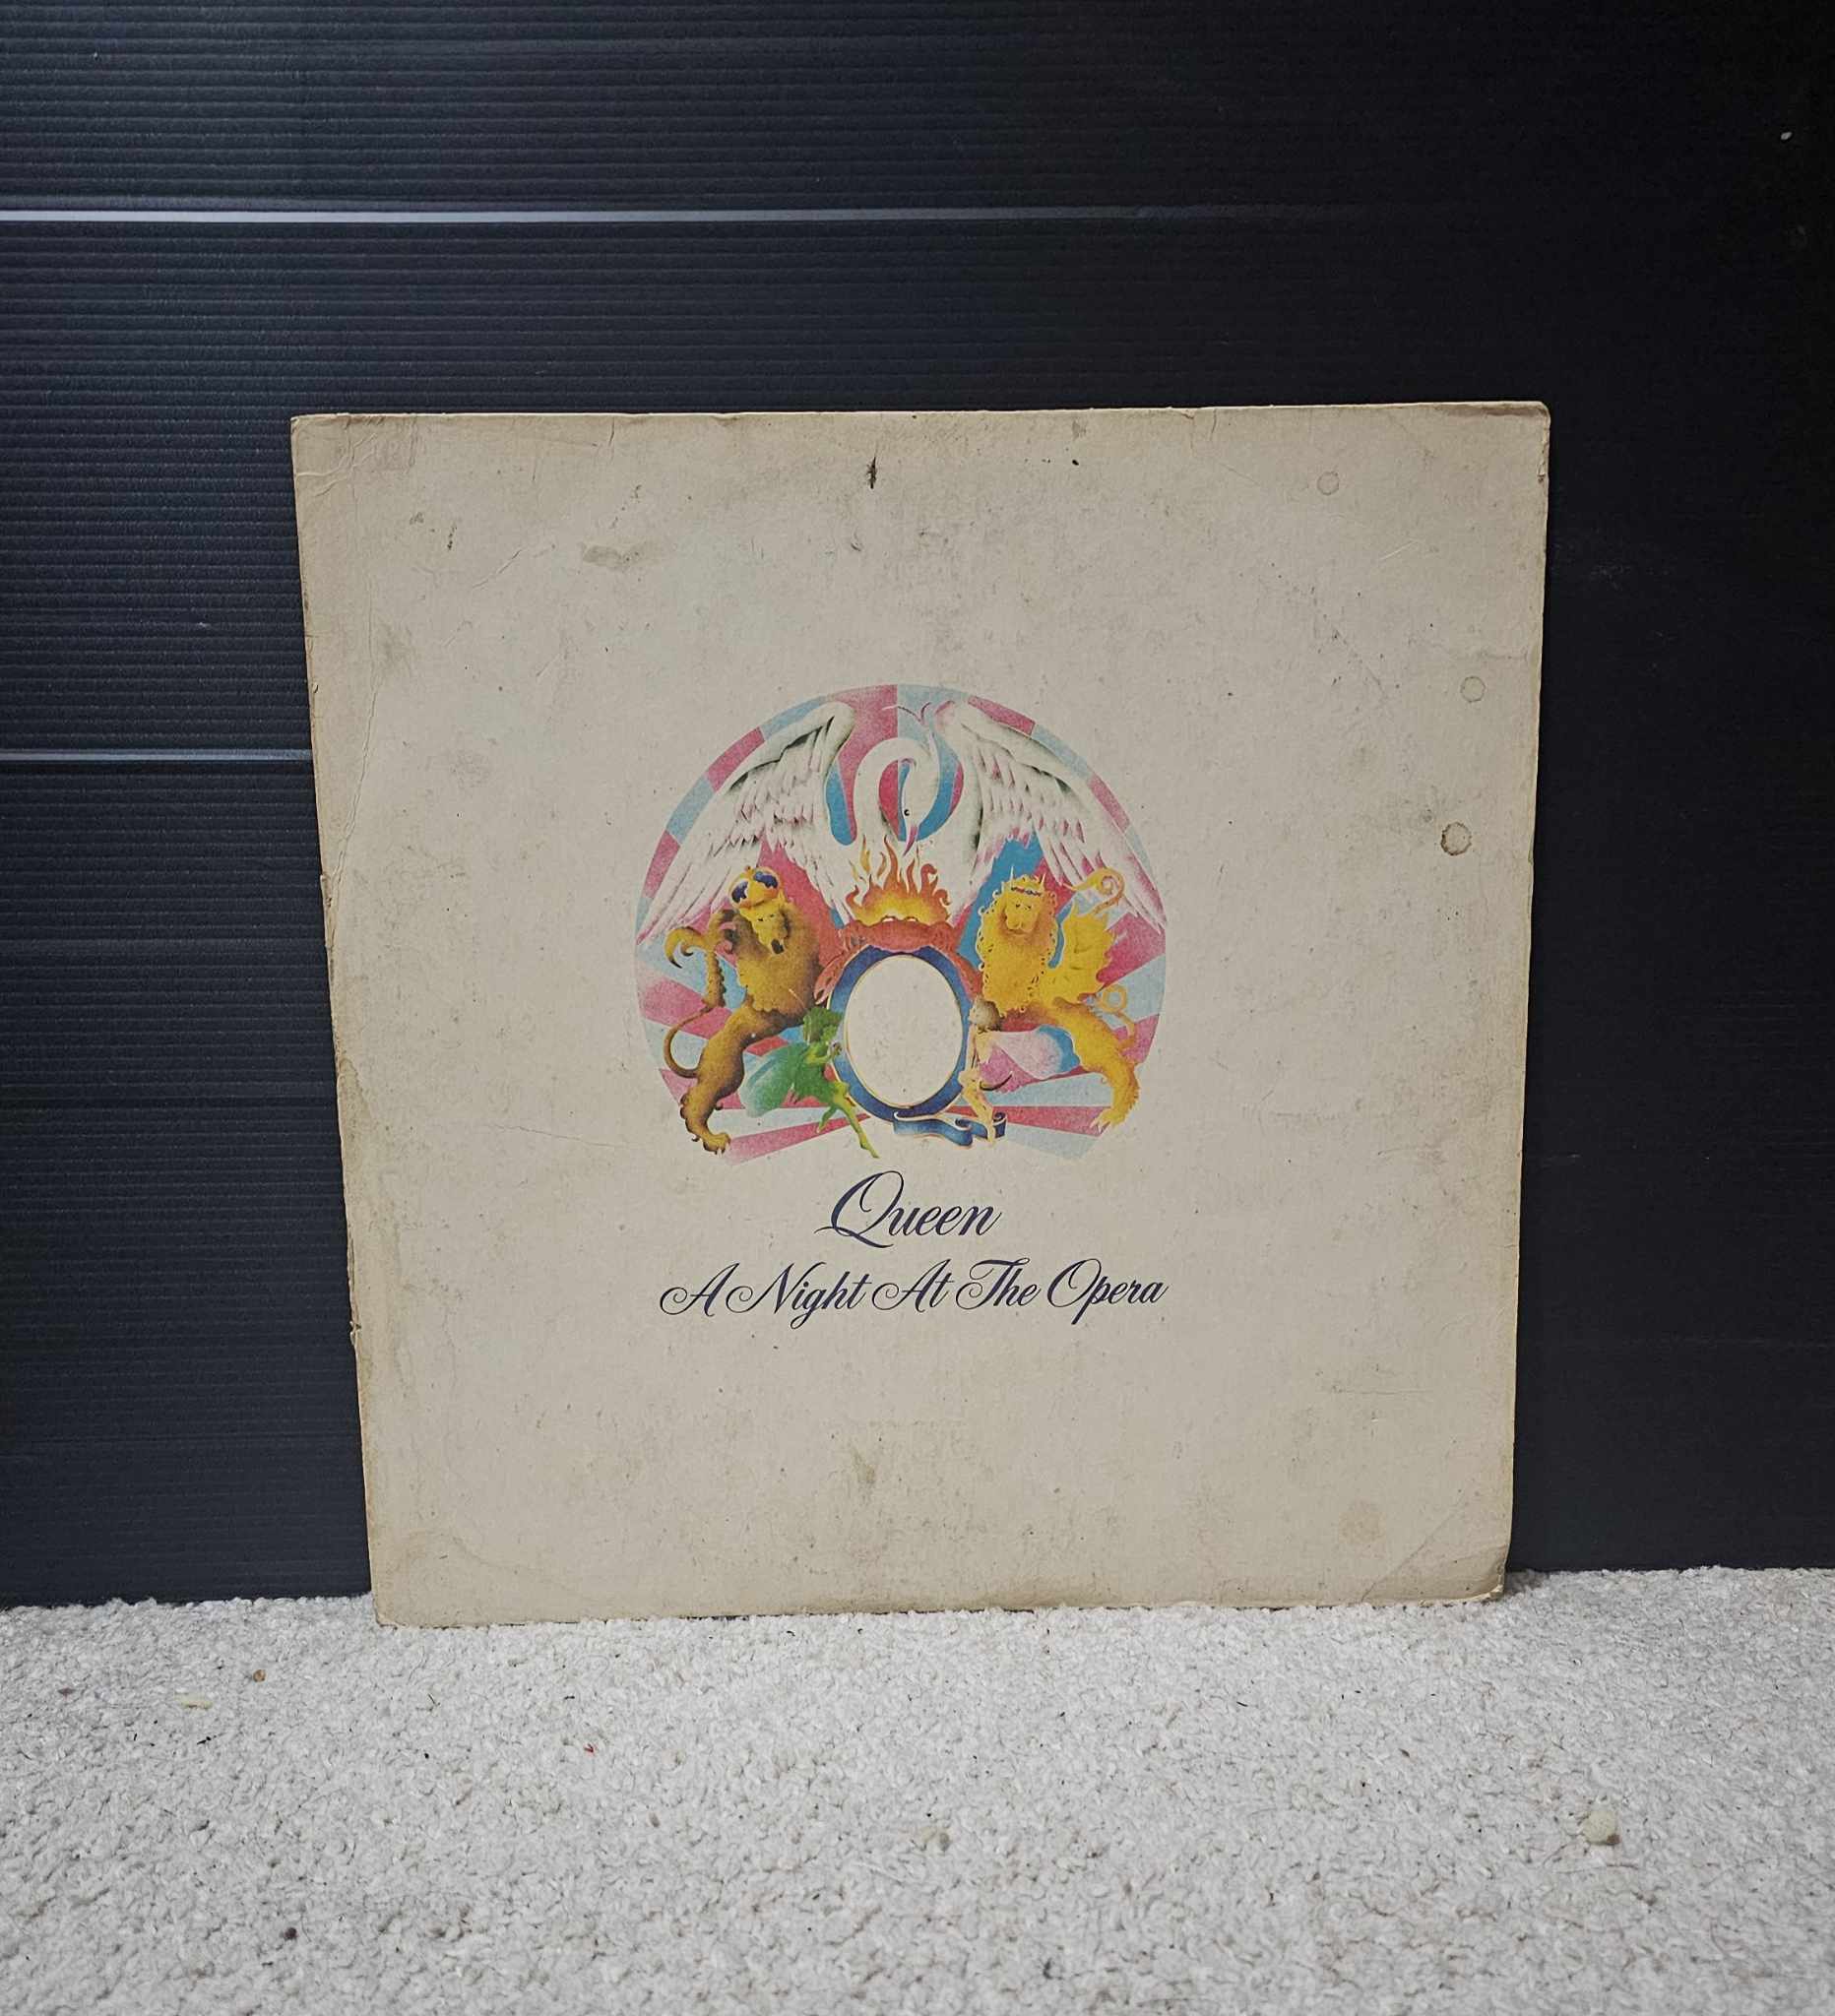 Queen
A Night At The Opera